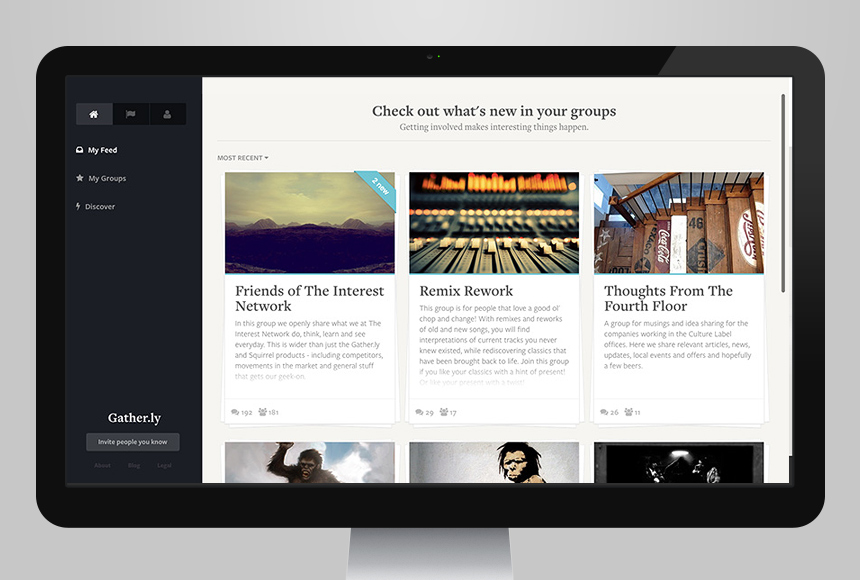 Check out what's new in your groups
Getting involved makes interesting things happen.
My Feed
My Groups
Discover
MOST RECENT
2 new
Friends of The Interest
Network
In this group we openly share what we at The
Interest Network do, think, learn and see
everyday. This is wider than just the Gather.ly
and Squirrel products - including competitors,
movements in the market and general stuff
that gets our geek-on.
192 181
Remix Rework
This group is for people that love a good ol'
chop and change! With remixes and reworks
of old and new songs, you will find
interpretations of current tracks you never
knew existed, while rediscovering classics that
have been brought back to life. Join this group
if you like your classics with a hint of present!
Or like your present with a twist!
29 17
Coca-Cola
46
Crush
007
Thoughts From The
Fourth Floor
A group for musings and idea sharing for the
companies working in the Culture Label
offices. Here we share relevant articles, news,
updates, local events and offers and hopefully
a few beers.
26 11
Gather.ly
Invite people you know
About Blog Legal